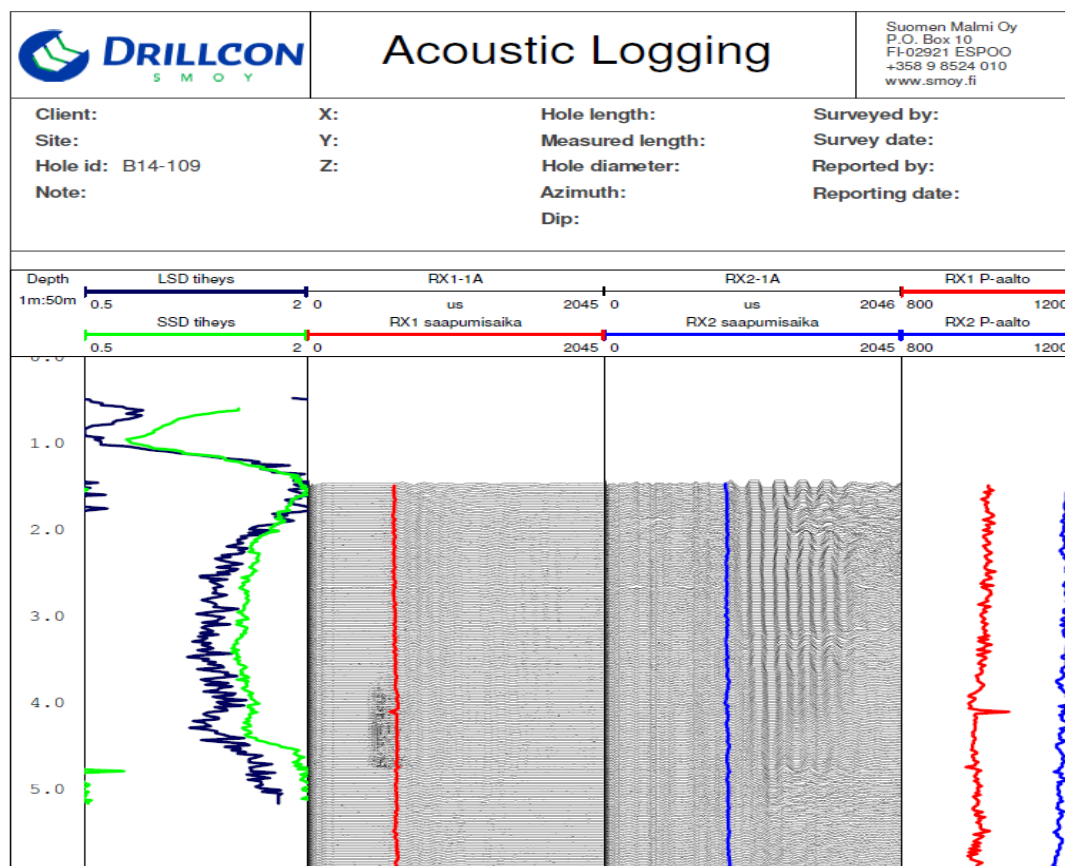 DRILLCON
SMOY
Acoustic Logging
Suomen Malmi Oy
P.O. Box 10
FI-02921 ESPOO
+358 9 8524 010
www.smoy.fi
Client: X: Hole length: Surveyed by:
Site: Y: Measured length: Survey date:
Hole id: B14-109 Z: Hole diameter: Reported by:
Note: Azimuth: Reporting date:
Dip:
Depth LSD tiheys RX1-1A RX2-1A RX1 P-aalto
1m:50m 0.5 2 0 us 2045 0 us 2046 800 1200
SSD tiheys RX1 saapumisaika RX2 saapumisaika RX2 P-aalto
0.5 2 0 2045 0 2045 800 1200
0.0
1.0
2.0
3.0
4.0
5.0